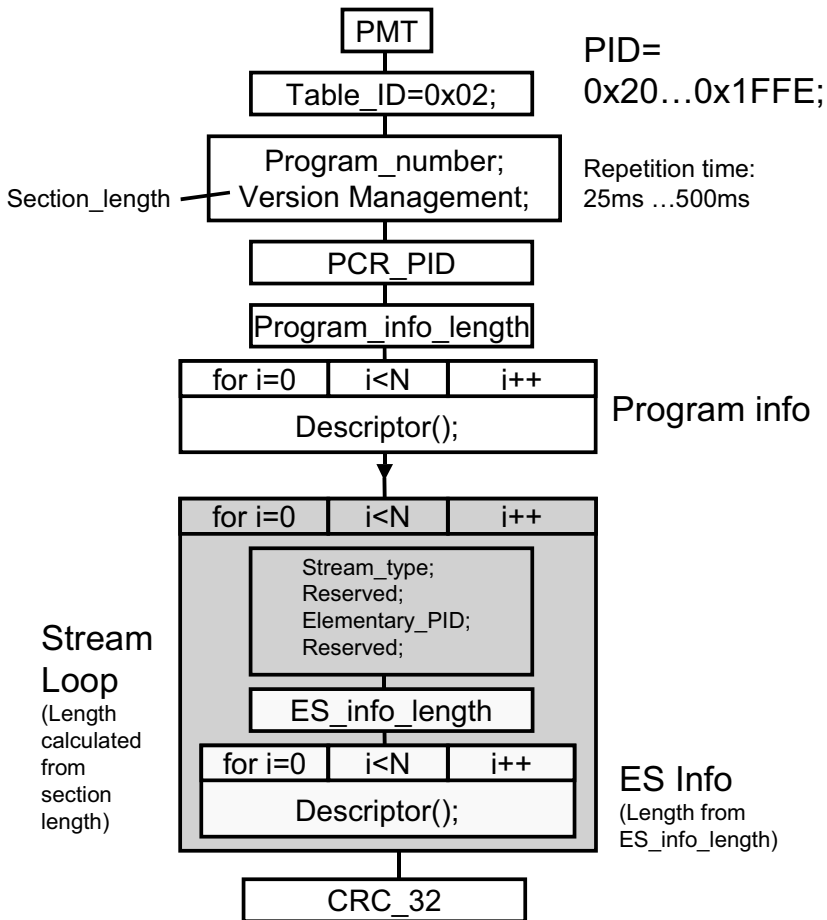 PMT
PID=
0x20...0x1FFE;
Table_ID=0x02;
Program_number;
Version Management;
Section_length
Repetition time:
25ms ...500ms
PCR_PID
Program_info_length
for i=0 i<N i++
Descriptor();
Program info
for i=0 i<N i++
Stream_type;
Reserved;
Elementary_PID;
Reserved;
Stream
Loop
(Length
calculated
from
section
length)
ES_info_length
for i=0 i<N i++
Descriptor();
ES Info
(Length from
ES_info_length)
CRC_32